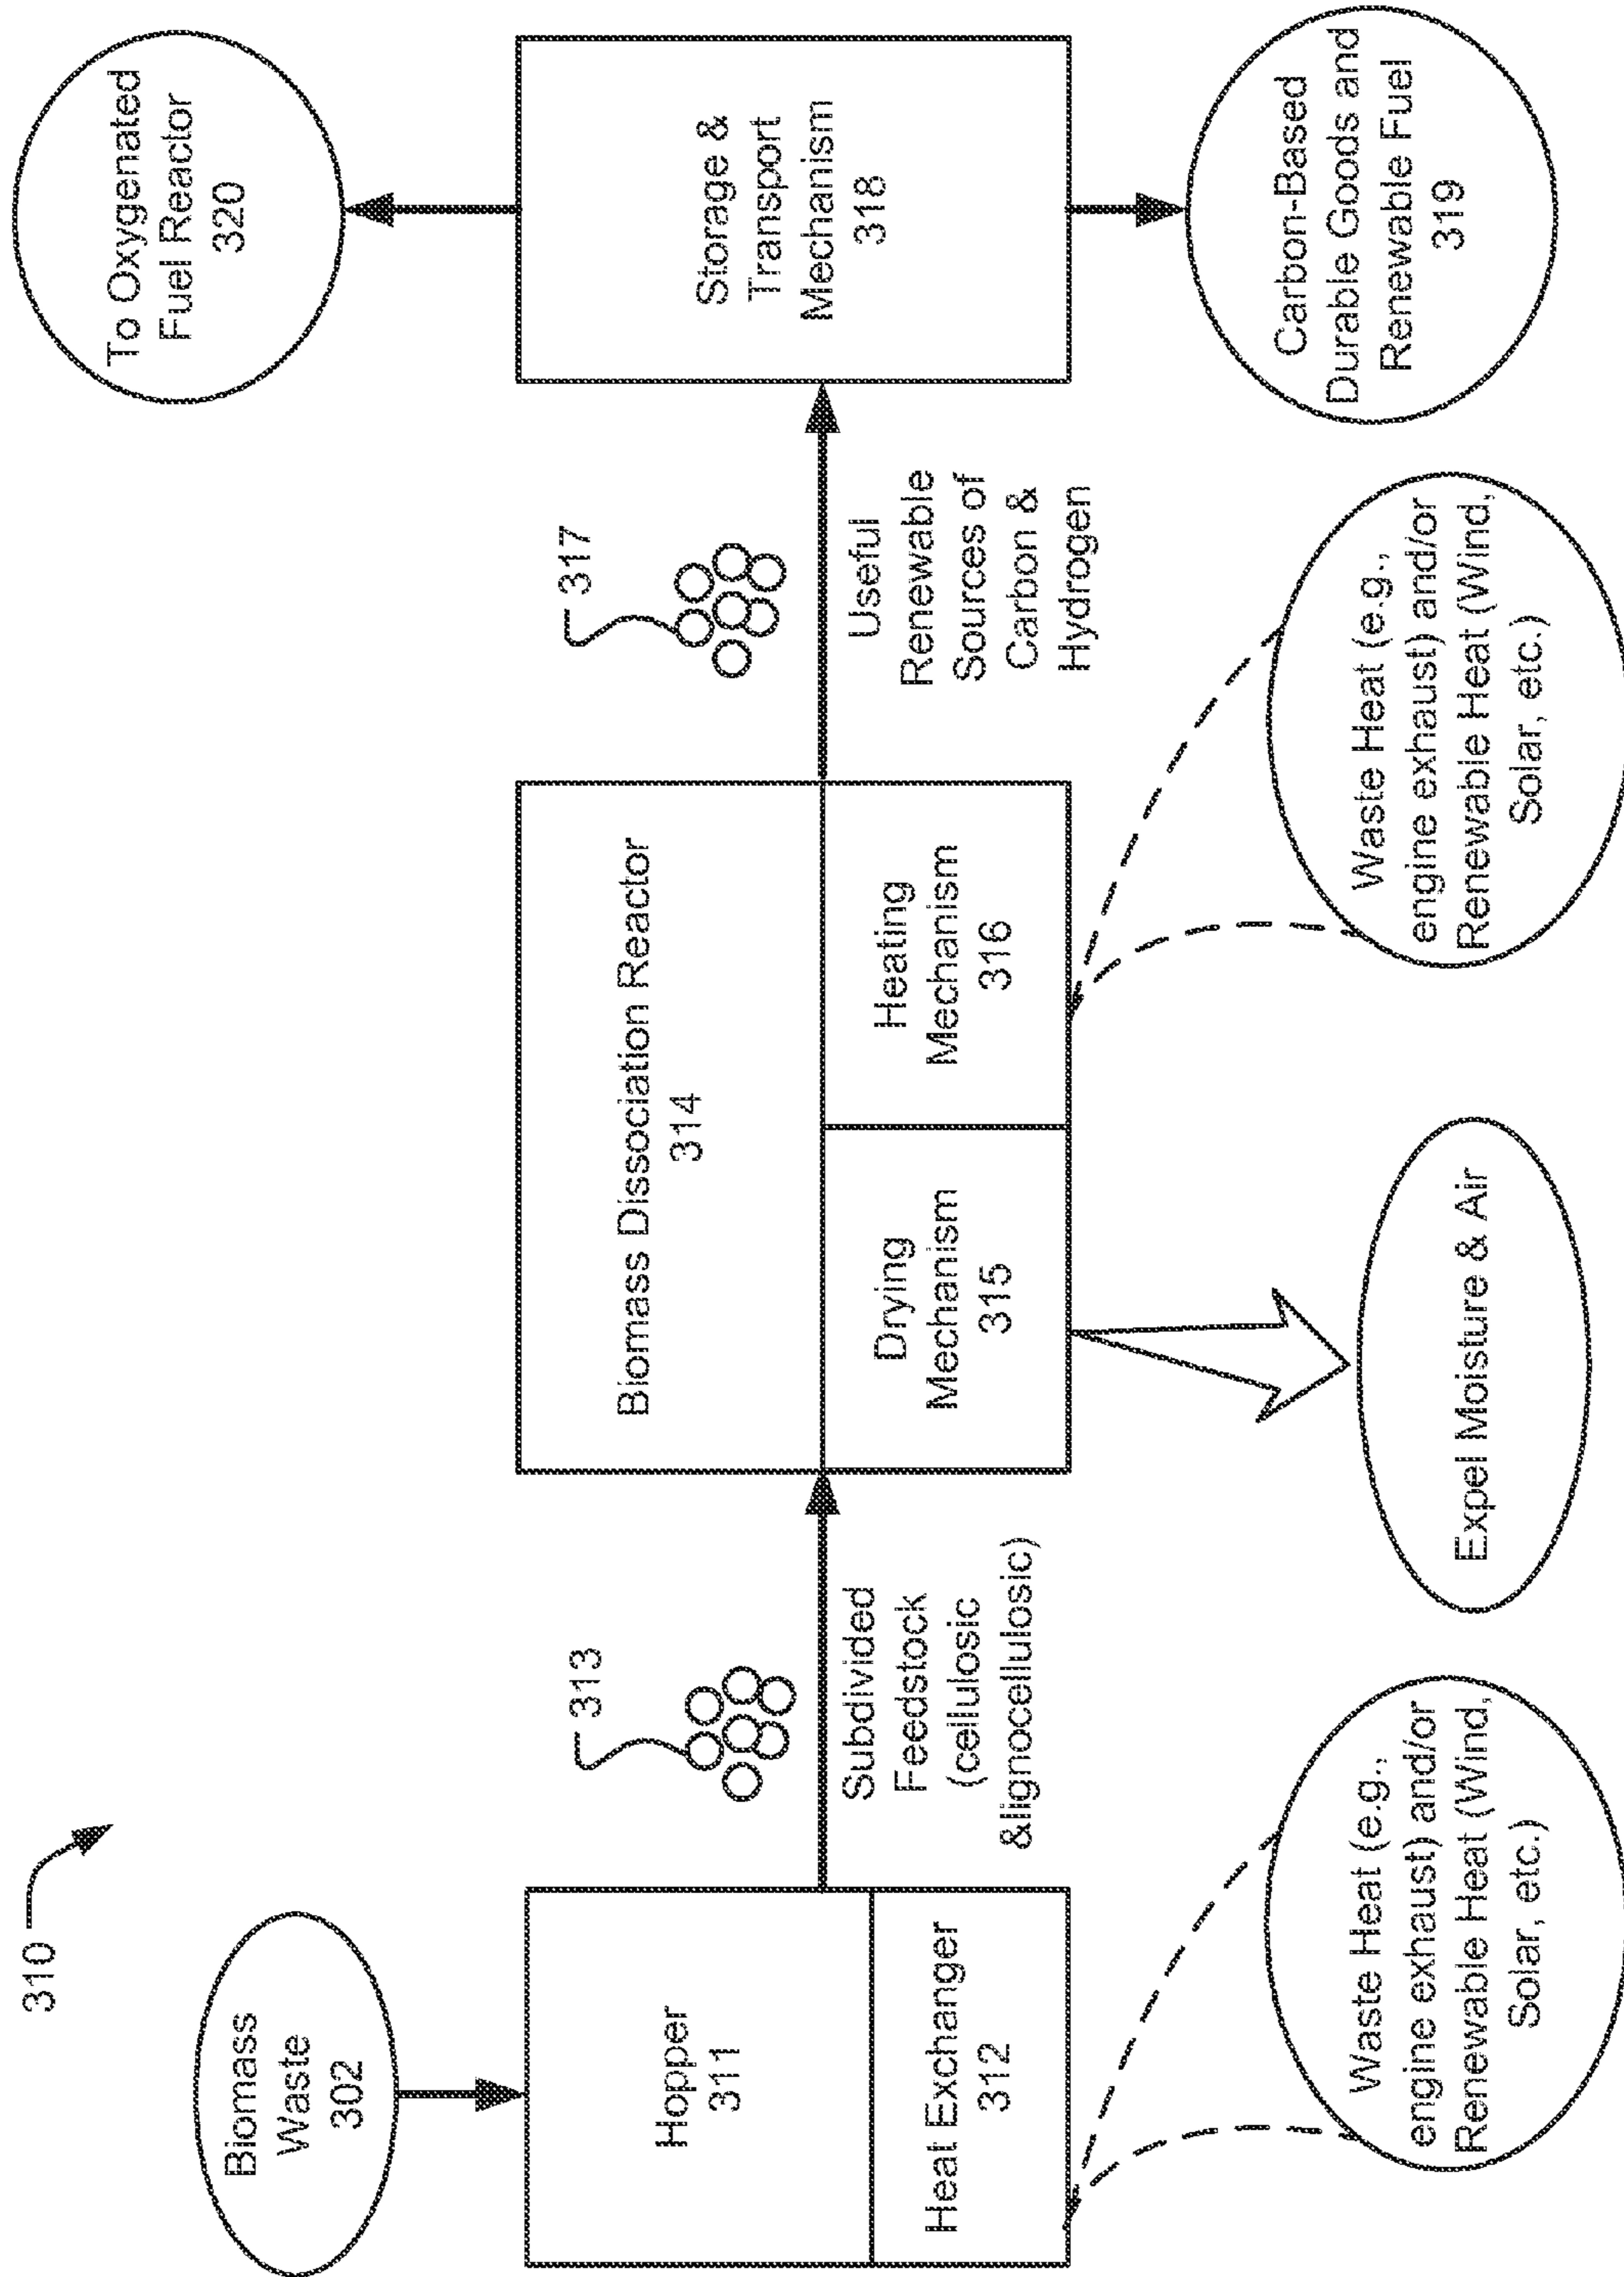 310
Biomass
Waste
302
Hopper
311
Heat Exchanger
312
Waste Heat (e.g.,
engine exhaust) and/or
Renewable Heat (Wind,
Solar, etc.)
313
Subdivided
Feedstock
(cellulosic
&lignocellulosic)
Biomass Dissociation Reactor
314
Drying
Mechanism
315
Heating
Mechanism
316
Expel Moisture & Air
Waste Heat (e.g.,
engine exhaust) and/or
Renewable Heat (Wind,
Solar, etc.)
317
Useful
Renewable
Sources of
Carbon &
Hydrogen
To Oxygenated
Fuel Reactor
320
Storage &
Transport
Mechanism
318
Carbon-Based
Durable Goods and
Renewable Fuel
319